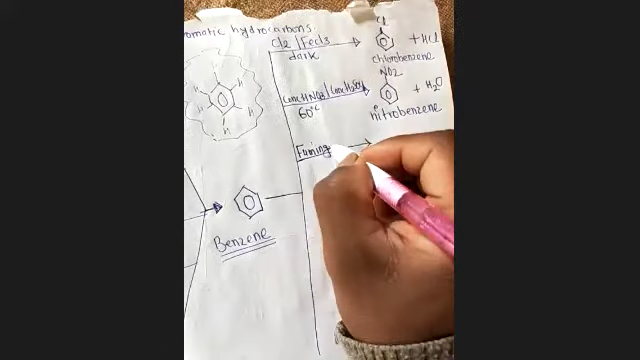 romatic hydrocarbons
Cl2 / FeCl3
dark
Cl
+ HCl
chlorobenzene
Conc HNO3 / Conc H2SO4
60°C
NO2
+ H2O
nitrobenzene
H
H
H
H
H
H
Fuming
Benzene